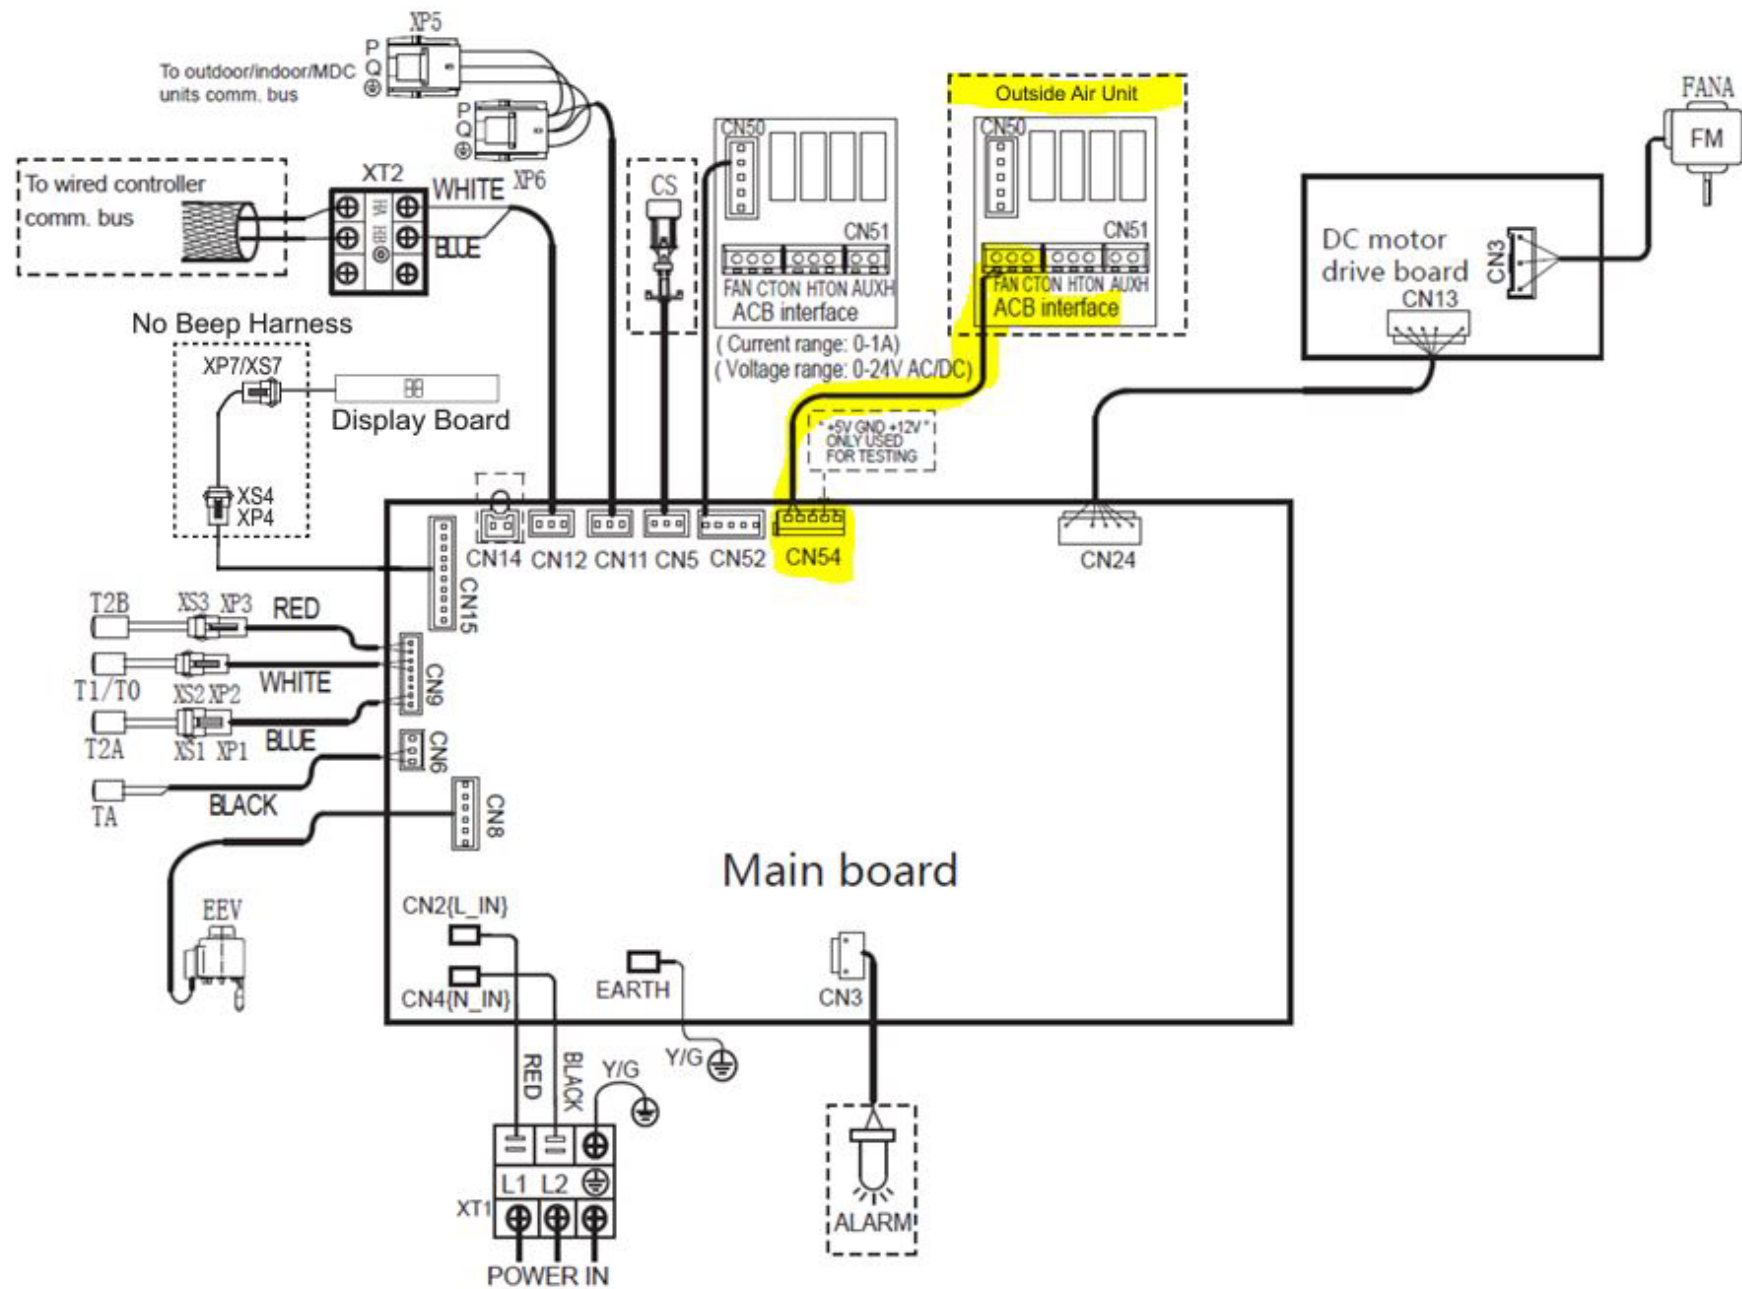 XP5
P
Q
To outdoor/indoor/MDC
units comm. bus
P
Q
XP6
To wired controller
comm. bus
XT2
HA
HB
WHITE
BLUE
CS
CN50
CN51
FAN CTON HTON AUXH
ACB interface
( Current range: 0-1A)
( Voltage range: 0-24V AC/DC)
Outside Air Unit
CN50
CN51
FAN CTON HTON AUXH
ACB interface
FANA
FM
DC motor
drive board
CN3
CN13
No Beep Harness
XP7/XS7
Display Board
XS4
XP4
" +5V GND +12V "
ONLY USED
FOR TESTING
CN14
CN12
CN11
CN5
CN52
CN54
CN24
CN15
T2B
XS3
XP3
RED
T1/T0
XS2
XP2
WHITE
CN9
T2A
XS1
XP1
BLUE
CN6
TA
BLACK
CN8
EEV
Main board
CN2{L_IN}
CN4{N_IN}
EARTH
CN3
Y/G
RED
BLACK
Y/G
L1
L2
XT1
POWER IN
ALARM